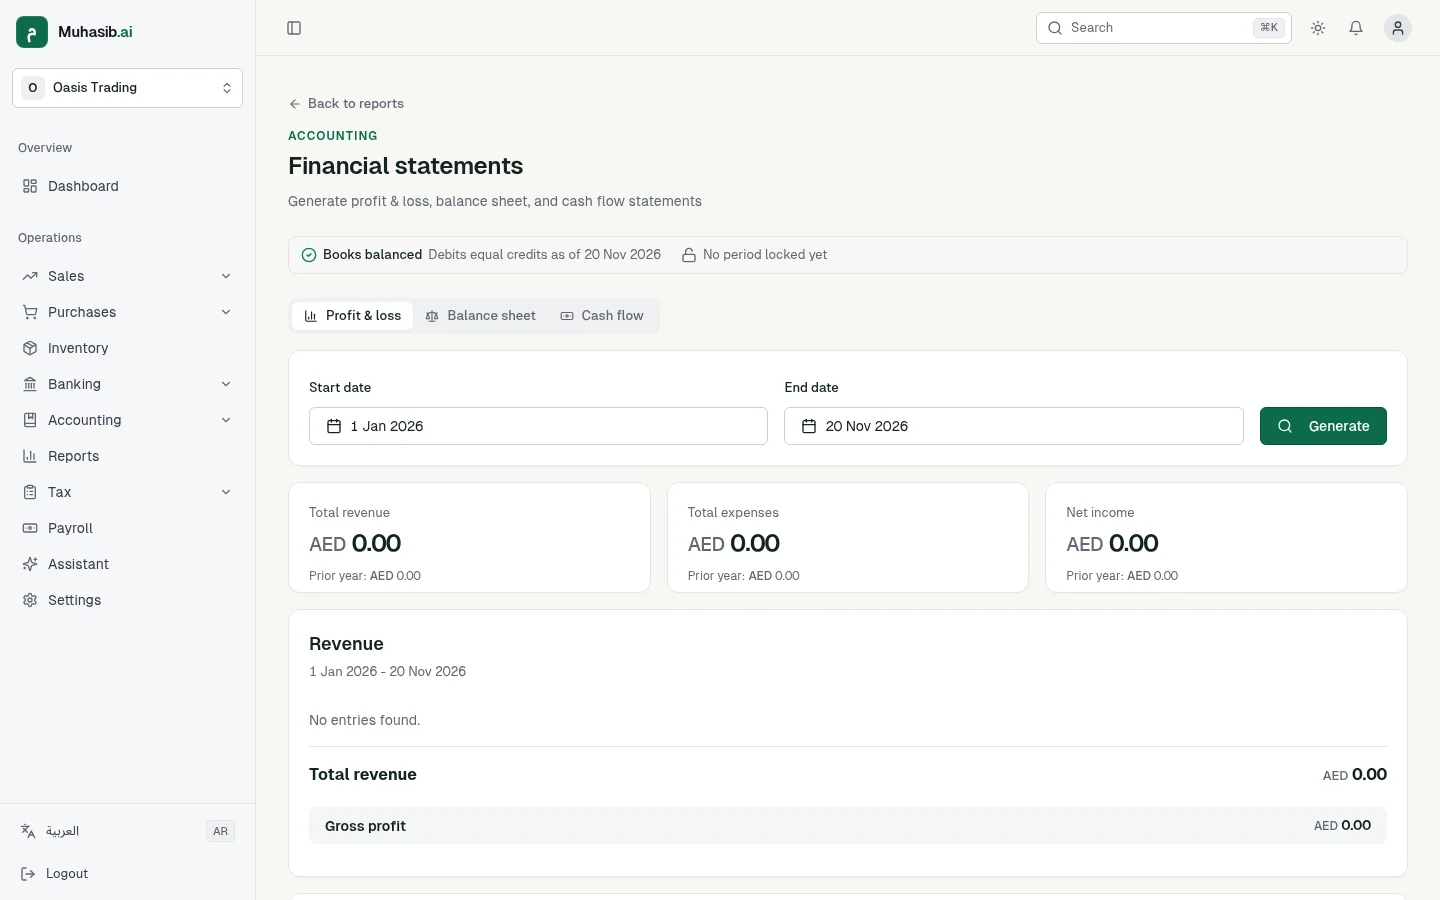 Muhasib.ai
O Oasis Trading
Overview
Dashboard
Operations
Sales
Purchases
Inventory
Banking
Accounting
Reports
Tax
Payroll
Assistant
Settings
العربية AR
Logout
Search ⌘K
Back to reports
ACCOUNTING
Financial statements
Generate profit & loss, balance sheet, and cash flow statements
Books balanced Debits equal credits as of 20 Nov 2026 No period locked yet
Profit & loss Balance sheet Cash flow
Start date End date
1 Jan 2026 20 Nov 2026 Generate
Total revenue Total expenses Net income
AED 0.00 AED 0.00 AED 0.00
Prior year: AED 0.00 Prior year: AED 0.00 Prior year: AED 0.00
Revenue
1 Jan 2026 - 20 Nov 2026
No entries found.
Total revenue AED 0.00
Gross profit AED 0.00